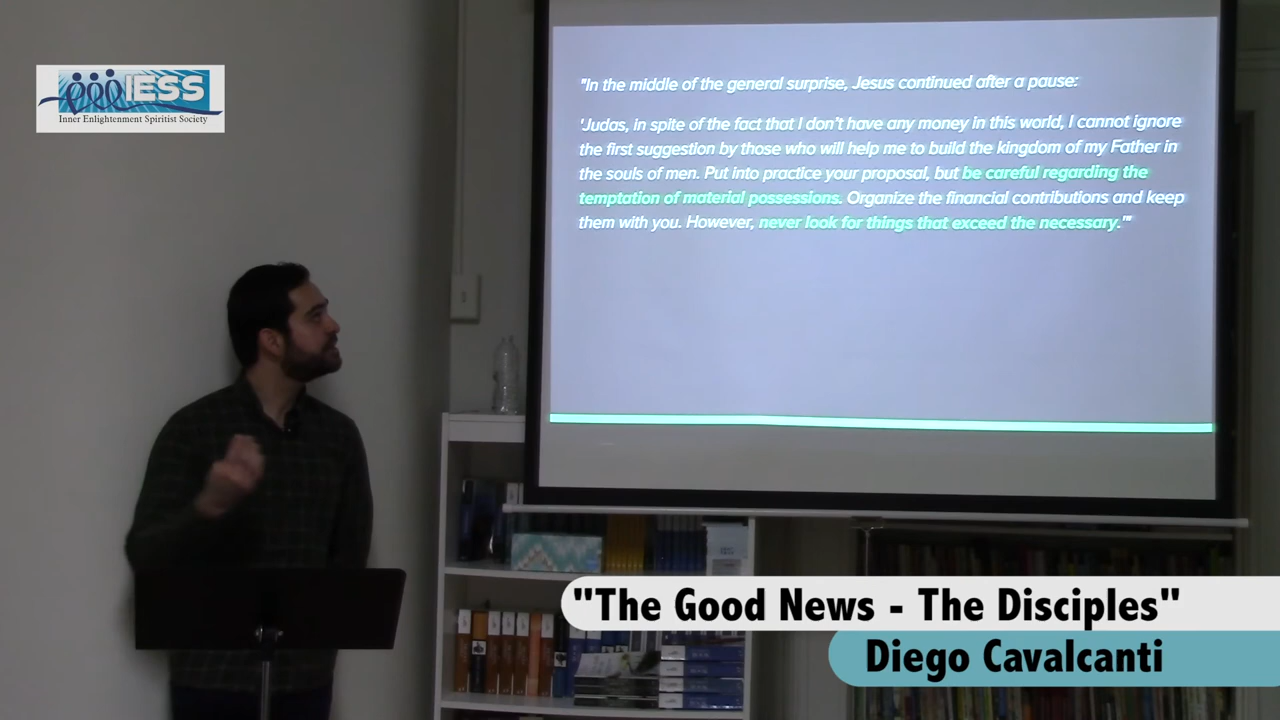 IESS
Inner Enlightenment Spiritist Society
"In the middle of the general surprise, Jesus continued after a pause:
'Judas, in spite of the fact that I don't have any money in this world, I cannot ignore
the first suggestion by those who will help me to build the kingdom of my Father in
the souls of men. Put into practice your proposal, but be careful regarding the
temptation of material possessions. Organize the financial contributions and keep
them with you. However, never look for things that exceed the necessary.'"
"The Good News - The Disciples"
Diego Cavalcanti